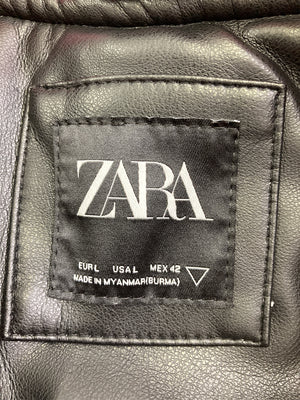 ZARA
EUR L USA L MEX 42
MADE IN MYANMAR(BURMA)